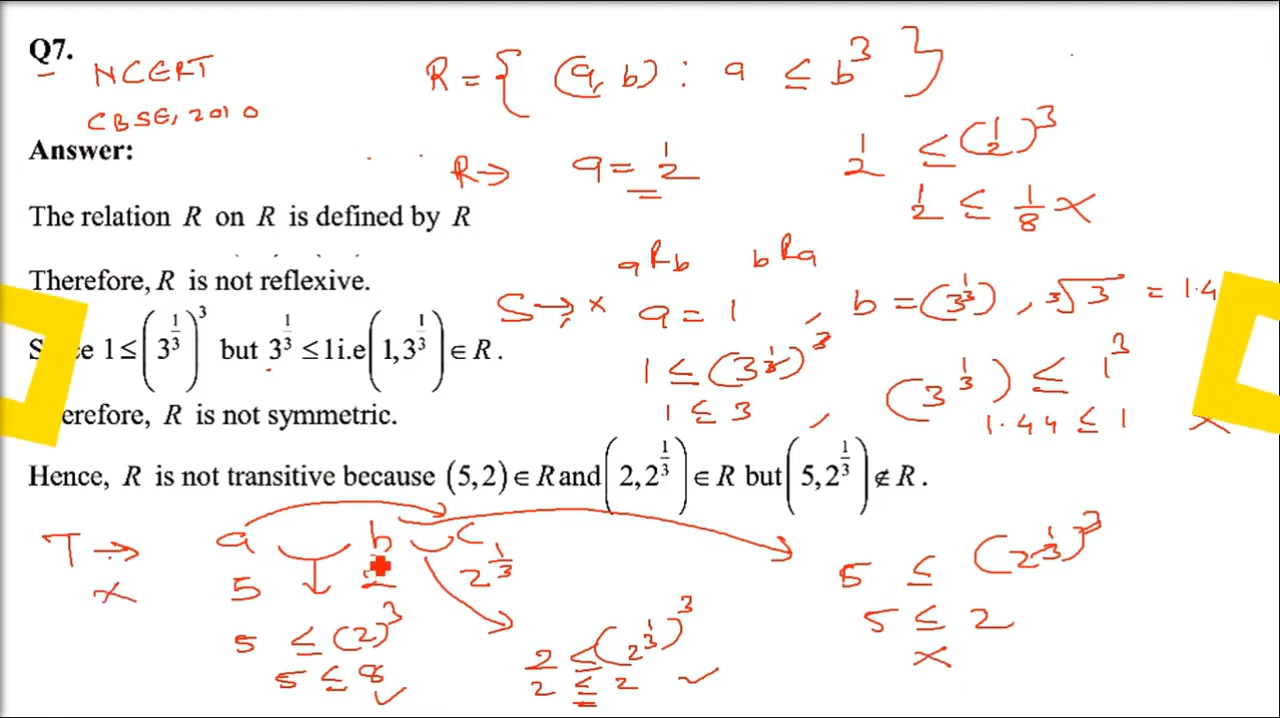 Q7.
NCERT
CBSE, 2010
R = { (a, b) : a ≤ b³ }
Answer:
R → a = 1/2
1/2 ≤ (1/2)³
1/2 ≤ 1/8 ×
The relation R on R is defined by R
aRb bRa
Therefore, R is not reflexive.
S → × a = 1 , b = (3^(1/3)) , ∛3 = 1.4
1 ≤ (3^(1/3))³ but 3^(1/3) ≤ 1i.e (1, 3^(1/3)) ∈ R.
1 ≤ (3^(1/3))³
1 ≤ 3 ,
(3^(1/3)) ≤ 1³
1.44 ≤ 1 ×
erefore, R is not symmetric.
Hence, R is not transitive because (5,2) ∈ R and (2, 2^(1/3)) ∈ R but (5, 2^(1/3)) ∉ R.
T → ×
a b c
5 2 2^(1/3)
5 ≤ (2)³
5 ≤ 8 ✓
2 ≤ (2^(1/3))³
2 ≤ 2 ✓
5 ≤ (2^(1/3))³
5 ≤ 2
×